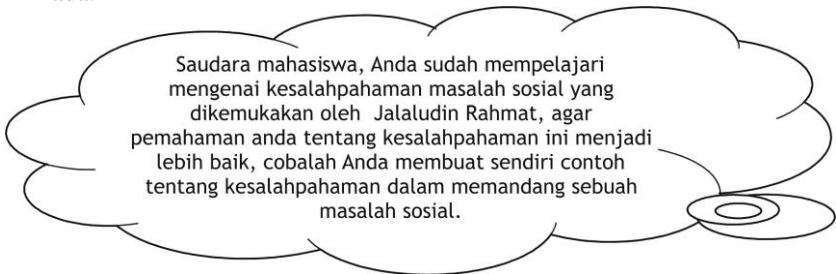 Saudara mahasiswa, Anda sudah mempelajari
mengenai kesalahpahaman masalah sosial yang
dikemukakan oleh Jalaludin Rahmat, agar
pemahaman anda tentang kesalahpahaman ini menjadi
lebih baik, cobalah Anda membuat sendiri contoh
tentang kesalahpahaman dalam memandang sebuah
masalah sosial.